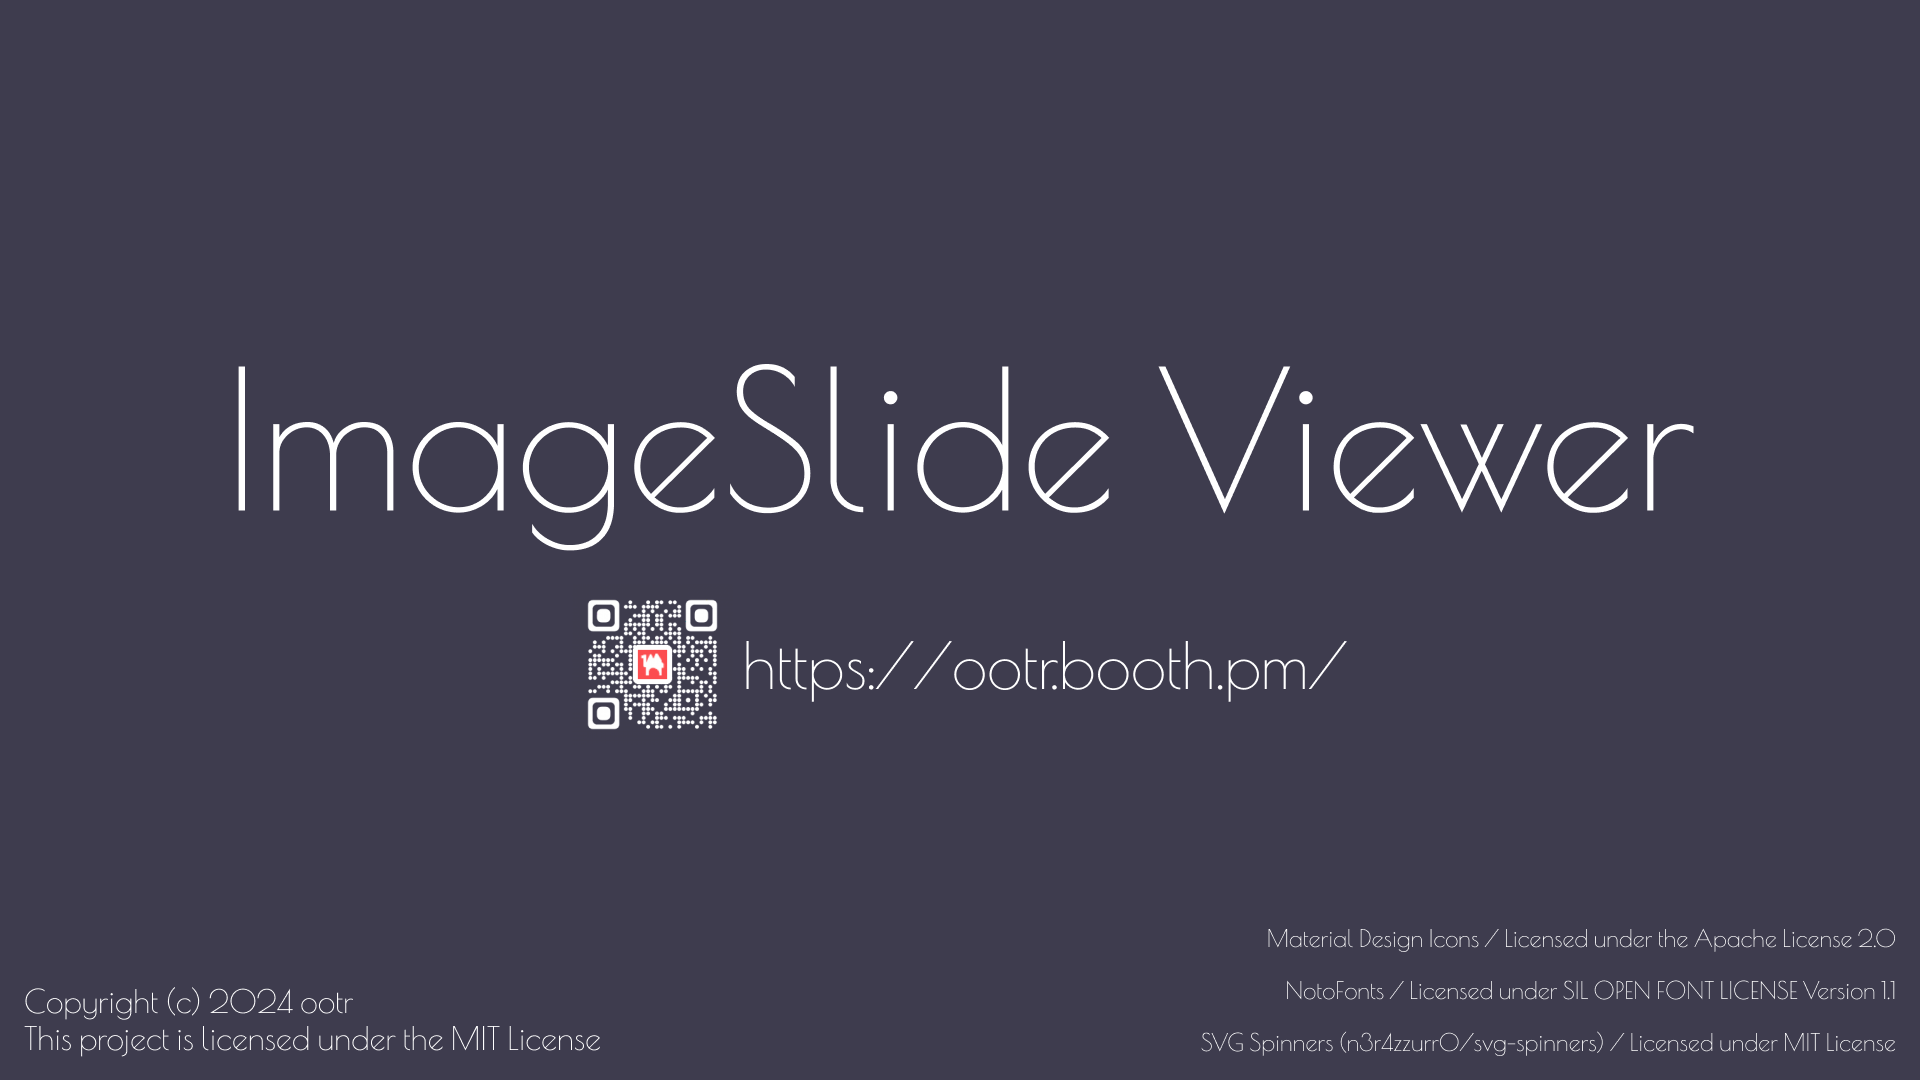 ImageSlide Viewer
https://ootr.booth.pm/
Copyright (c) 2024 ootr
This project is licensed under the MIT License
Material Design Icons / Licensed under the Apache License 2.0
NotoFonts / Licensed under SIL OPEN FONT LICENSE Version 1.1
SVG Spinners (n3r4zzurr0/svg-spinners) / Licensed under MIT License